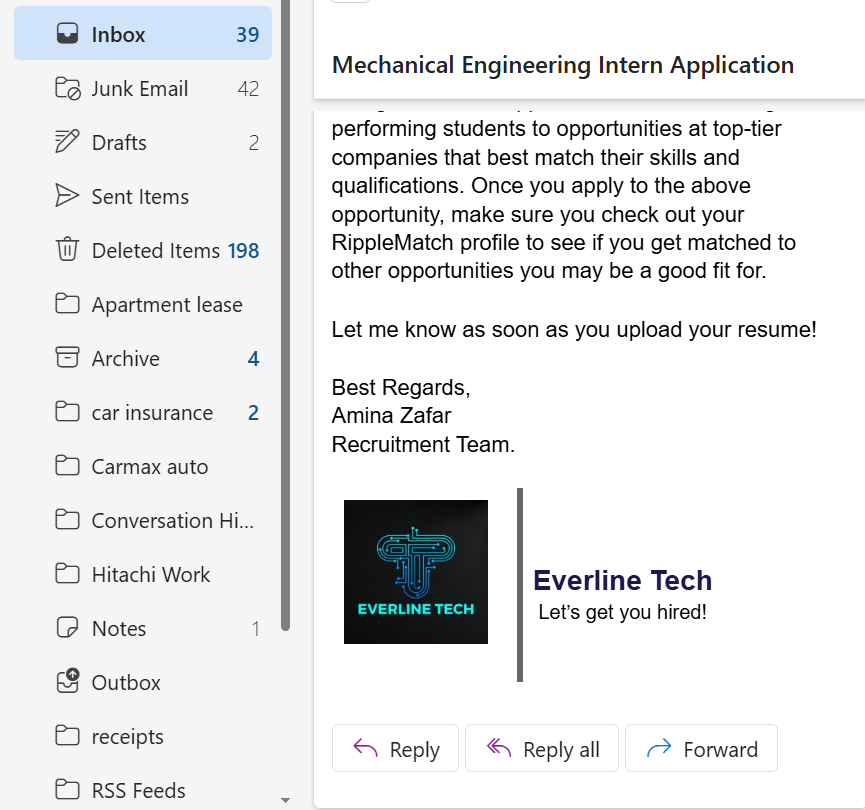 Inbox 39
Junk Email 42
Drafts 2
Sent Items
Deleted Items 198
Apartment lease
Archive 4
car insurance 2
Carmax auto
Conversation Hi...
Hitachi Work
Notes 1
Outbox
receipts
RSS Feeds
Mechanical Engineering Intern Application
performing students to opportunities at top-tier
companies that best match their skills and
qualifications. Once you apply to the above
opportunity, make sure you check out your
RippleMatch profile to see if you get matched to
other opportunities you may be a good fit for.
Let me know as soon as you upload your resume!
Best Regards,
Amina Zafar
Recruitment Team.
EVERLINE TECH
Everline Tech
Let’s get you hired!
Reply
Reply all
Forward